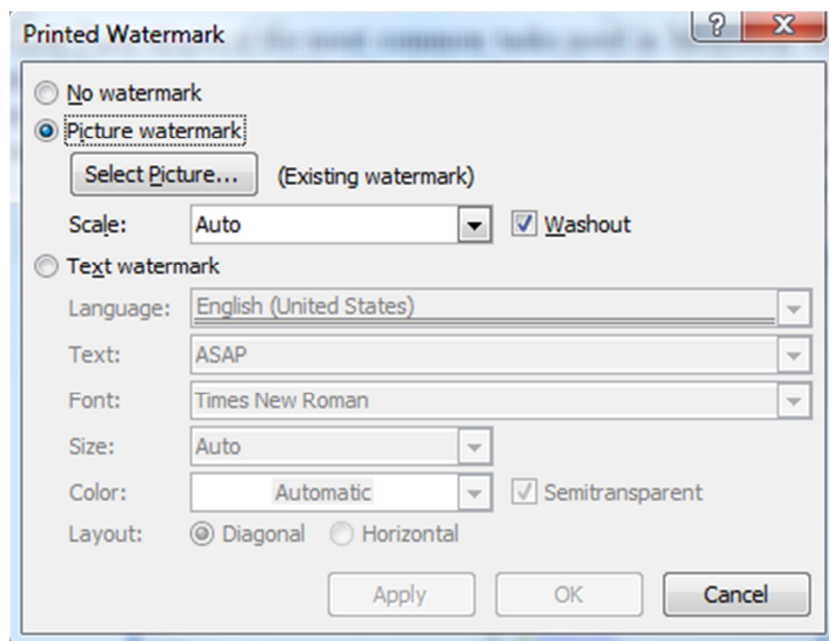 Printed Watermark
No watermark
Picture watermark
Select Picture... (Existing watermark)
Scale: Auto Washout
Text watermark
Language: English (United States)
Text: ASAP
Font: Times New Roman
Size: Auto
Color: Automatic Semitransparent
Layout: Diagonal Horizontal
Apply OK Cancel